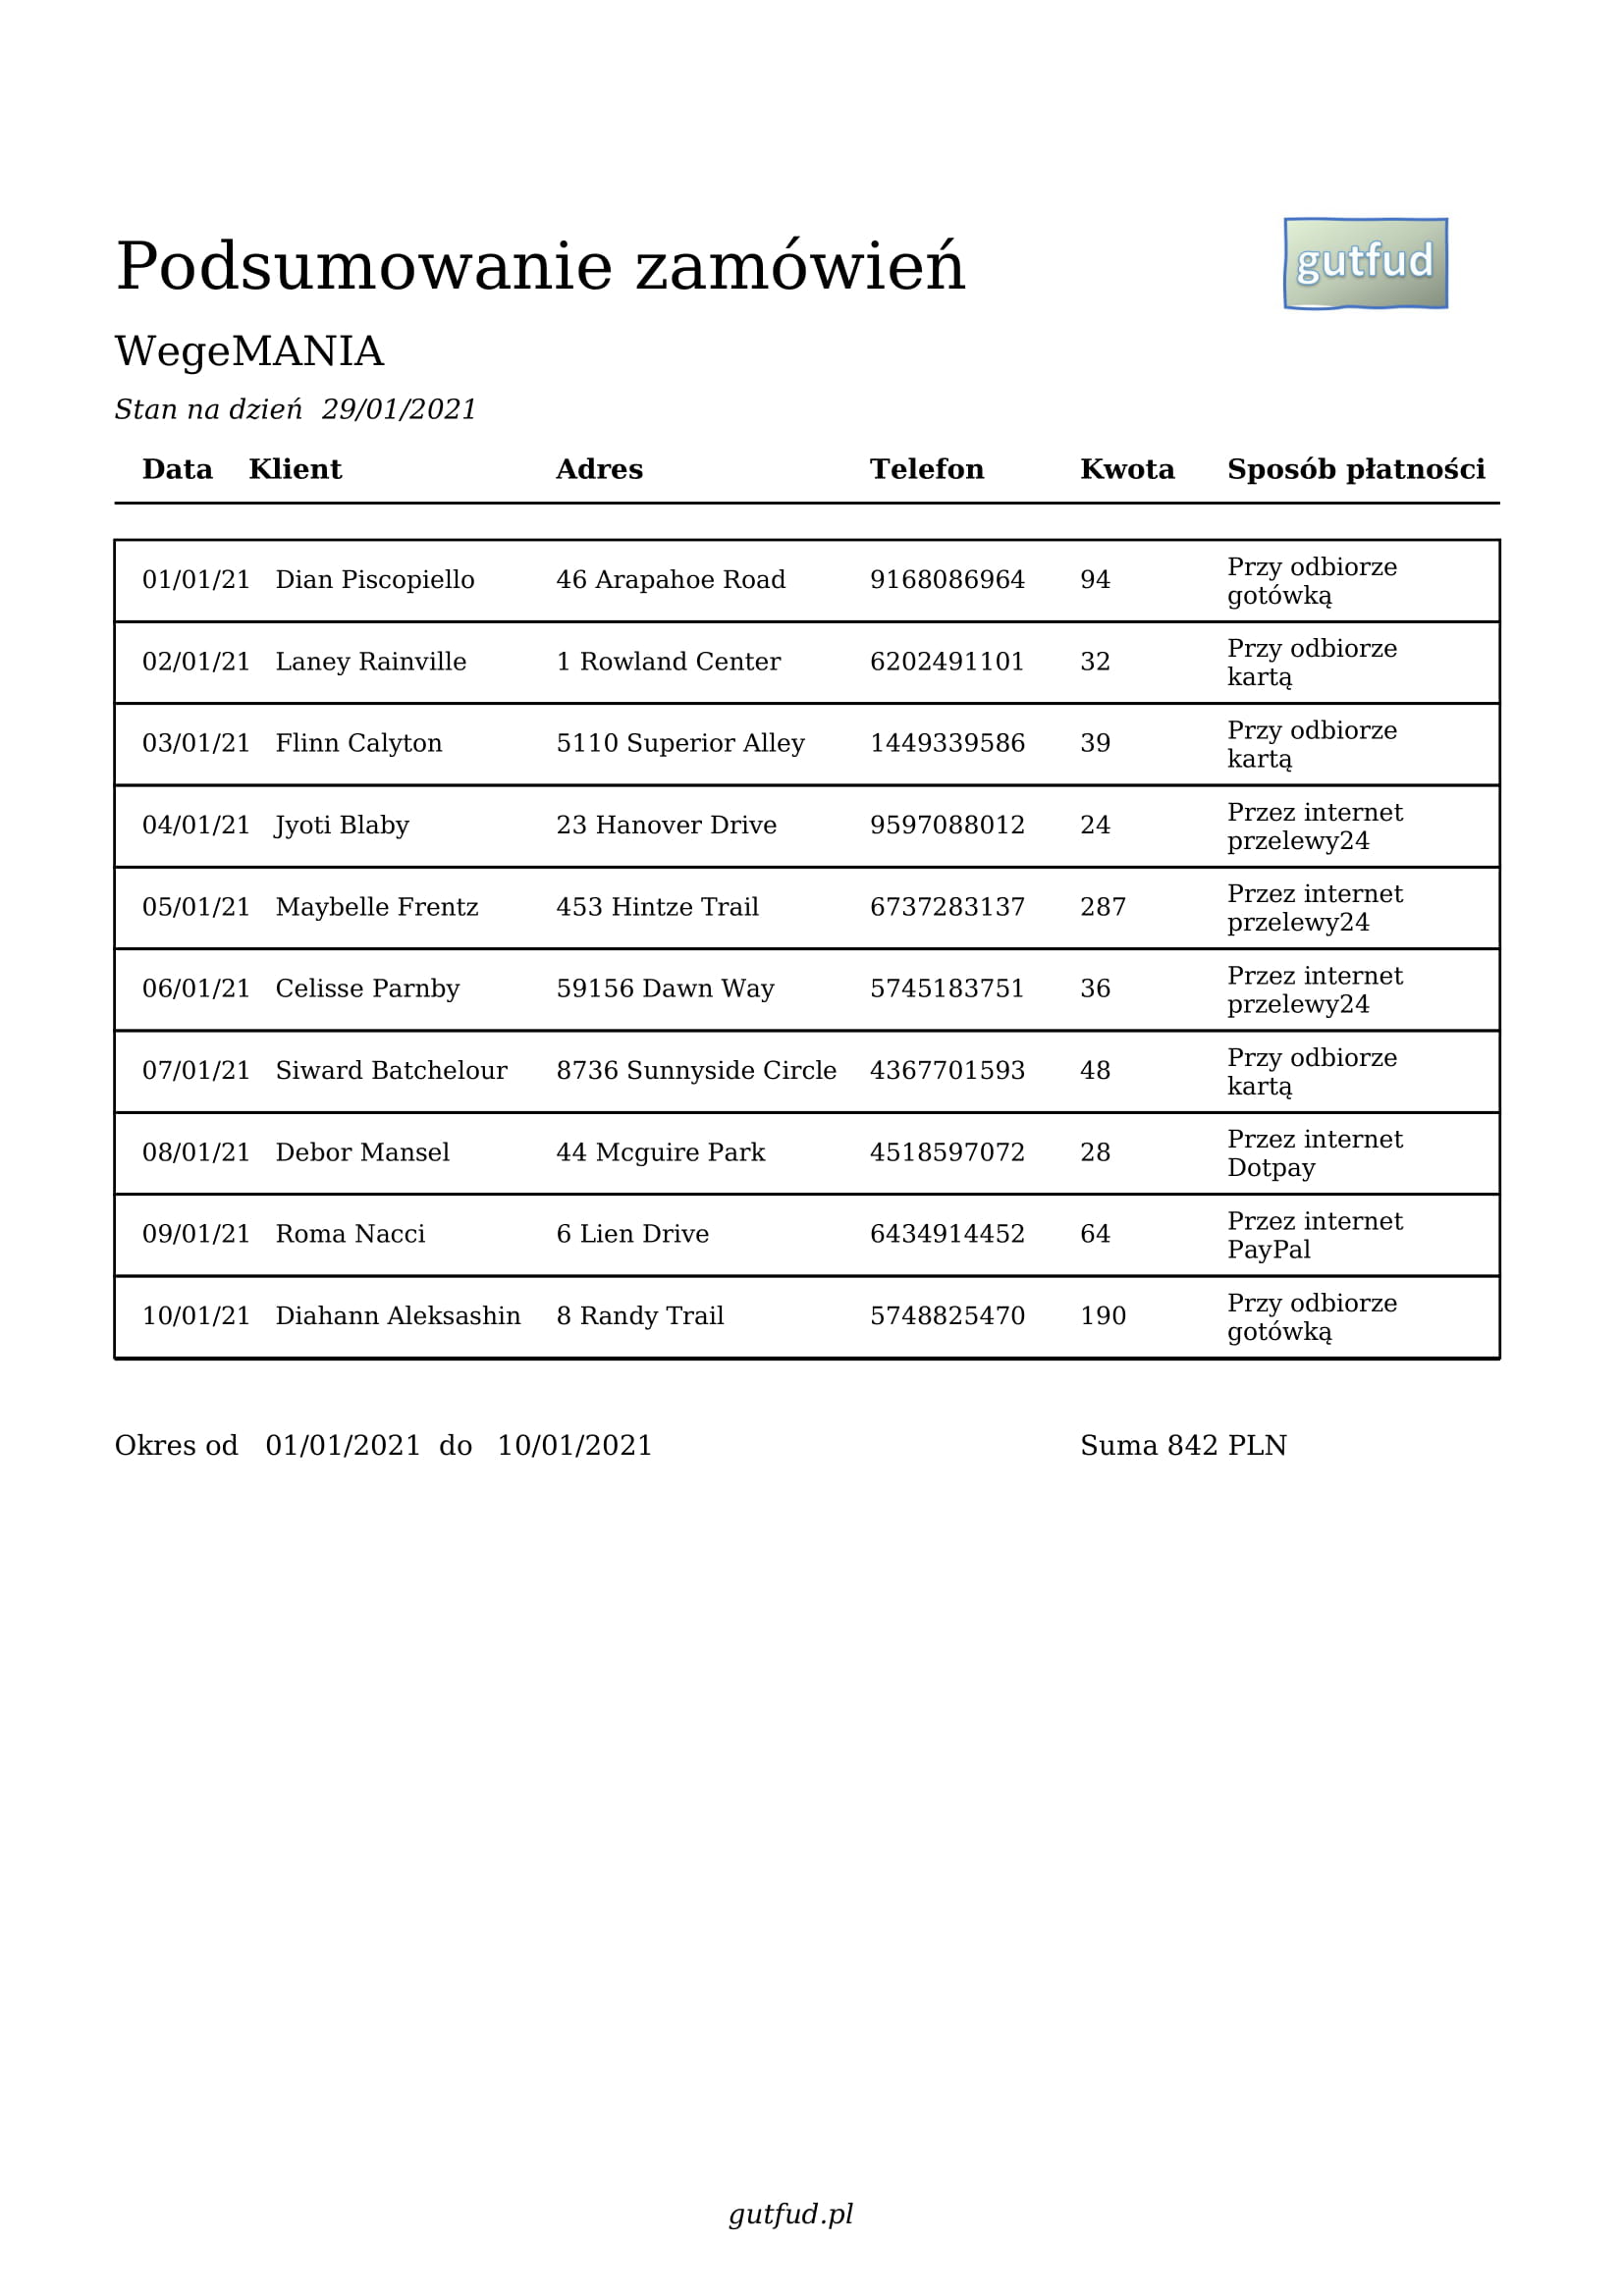 Podsumowanie zamówień
gutfud
WegeMANIA
Stan na dzień 29/01/2021
Data Klient Adres Telefon Kwota Sposób płatności
01/01/21 Dian Piscopiello 46 Arapahoe Road 9168086964 94 Przy odbiorze
gotówką
02/01/21 Laney Rainville 1 Rowland Center 6202491101 32 Przy odbiorze
kartą
03/01/21 Flinn Calyton 5110 Superior Alley 1449339586 39 Przy odbiorze
kartą
04/01/21 Jyoti Blaby 23 Hanover Drive 9597088012 24 Przez internet
przelewy24
05/01/21 Maybelle Frentz 453 Hintze Trail 6737283137 287 Przez internet
przelewy24
06/01/21 Celisse Parnby 59156 Dawn Way 5745183751 36 Przez internet
przelewy24
07/01/21 Siward Batchelour 8736 Sunnyside Circle 4367701593 48 Przy odbiorze
kartą
08/01/21 Debor Mansel 44 Mcguire Park 4518597072 28 Przez internet
Dotpay
09/01/21 Roma Nacci 6 Lien Drive 6434914452 64 Przez internet
PayPal
10/01/21 Diahann Aleksashin 8 Randy Trail 5748825470 190 Przy odbiorze
gotówką
Okres od 01/01/2021 do 10/01/2021 Suma 842 PLN
gutfud.pl